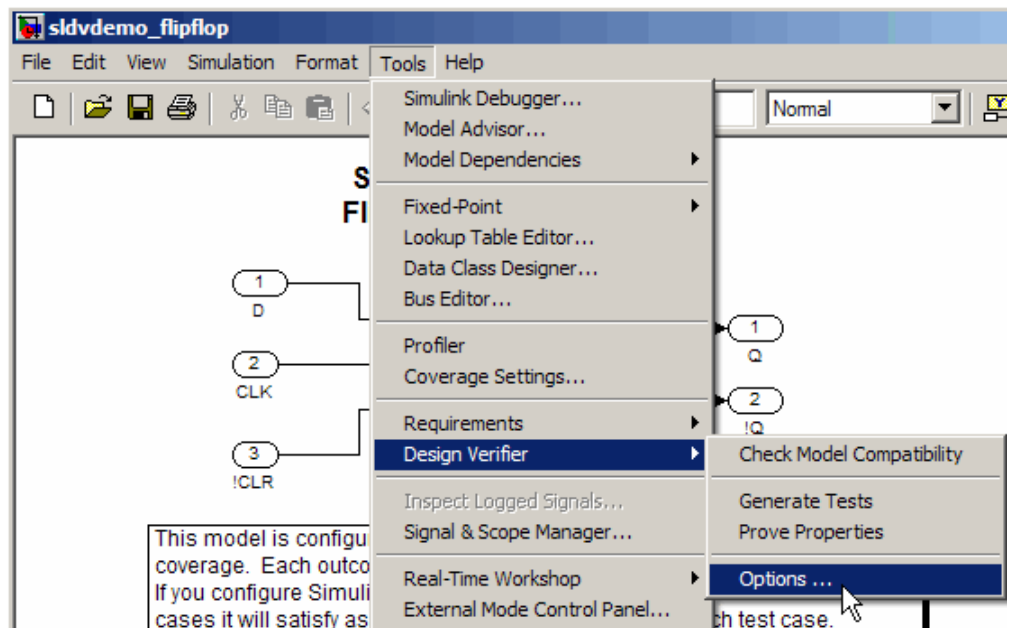 sldvdemo_flipflop
File Edit View Simulation Format Tools Help
Normal
Simulink Debugger...
Model Advisor...
Model Dependencies
Fixed-Point
Lookup Table Editor...
Data Class Designer...
Bus Editor...
Profiler
Coverage Settings...
Requirements
Design Verifier
Inspect Logged Signals...
Signal & Scope Manager...
Real-Time Workshop
External Mode Control Panel...
Check Model Compatibility
Generate Tests
Prove Properties
Options ...
S
Fl
1
D
2
CLK
3
!CLR
1
Q
2
!Q
This model is configu
coverage. Each outco
If you configure Simuli
cases it will satisfy as
ch test case.